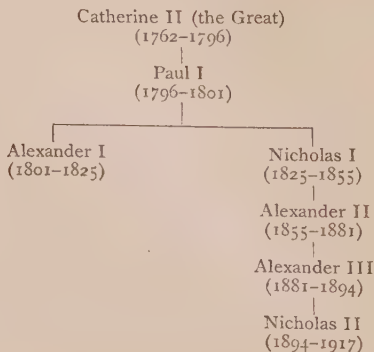 Catherine II (the Great)
(1762–1796)
Paul I
(1796–1801)
Alexander I
(1801–1825)
Nicholas I
(1825–1855)
Alexander II
(1855–1881)
Alexander III
(1881–1894)
Nicholas II
(1894–1917)